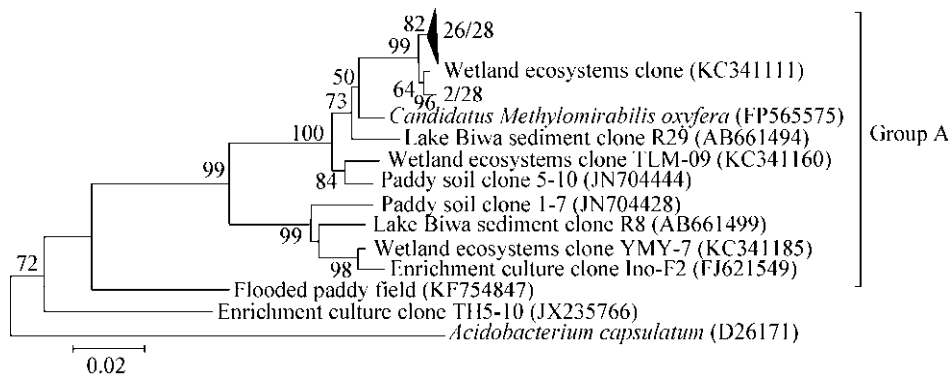 82
26/28
99
Wetland ecosystems clone (KC341111)
50
64
96
2/28
73
Candidatus Methylomirabilis oxyfera (FP565575)
100
Lake Biwa sediment clone R29 (AB661494)
Group A
99
Wetland ecosystems clone TLM-09 (KC341160)
84
Paddy soil clone 5-10 (JN704444)
Paddy soil clone 1-7 (JN704428)
99
Lake Biwa sediment clone R8 (AB661499)
Wetland ecosystems clone YMY-7 (KC341185)
98
Enrichment culture clone Ino-F2 (FJ621549)
72
Flooded paddy field (KF754847)
Enrichment culture clone TH5-10 (JX235766)
Acidobacterium capsulatum (D26171)
0.02